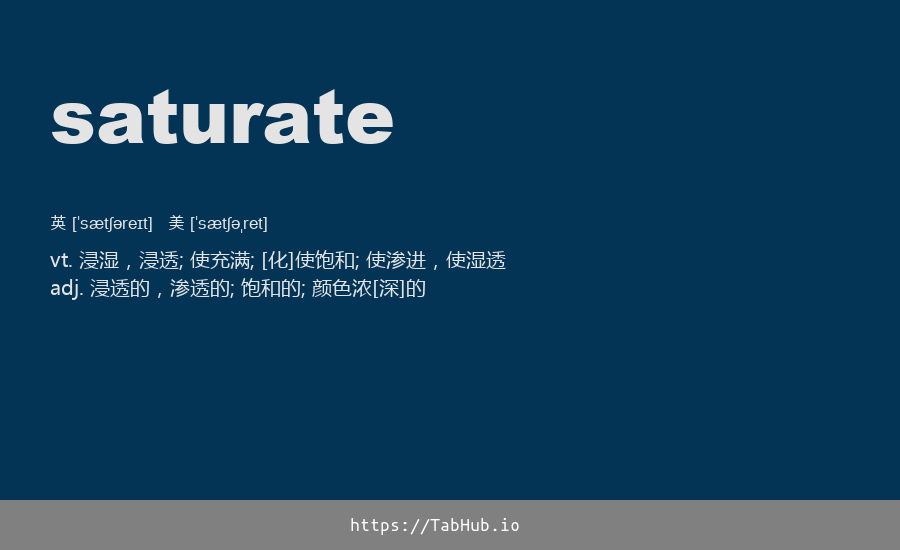 saturate
英 [ˈsætʃəreɪt] 美 [ˈsætʃəˌret]
vt. 浸湿，浸透; 使充满; [化]使饱和; 使渗进，使湿透
adj. 浸透的，渗透的; 饱和的; 颜色浓[深]的
https://TabHub.io